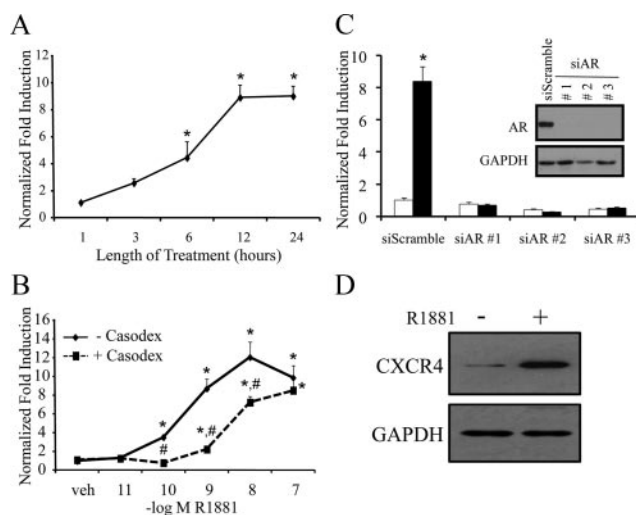 A
Normalized Fold Induction
12
10
8
6
4
2
0
*
*
*
1 3 6 12 24
Length of Treatment (hours)
B
Normalized Fold Induction
16
14
12
10
8
6
4
2
0
- Casodex
+ Casodex
*
*
*
*
#
*,#
*,#
*
veh 11 10 9 8 7
-log M R1881
C
Normalized Fold Induction
10
8
6
4
2
0
*
siScramble siAR #1 siAR #2 siAR #3
siScramble
siAR
#1
#2
#3
AR
GAPDH
D
R1881 - +
CXCR4
GAPDH